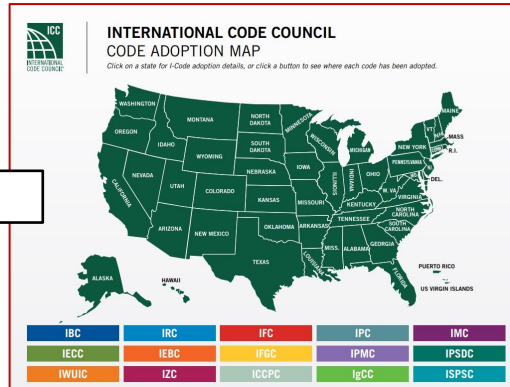 ICC
INTERNATIONAL
CODE COUNCIL
INTERNATIONAL CODE COUNCIL
CODE ADOPTION MAP
Click on a state for I-Code adoption details, or click a button to see where each code has been adopted.
WASHINGTON
OREGON
CALIFORNIA
NEVADA
IDAHO
MONTANA
WYOMING
UTAH
ARIZONA
COLORADO
NEW MEXICO
NORTH
DAKOTA
SOUTH
DAKOTA
NEBRASKA
KANSAS
OKLAHOMA
TEXAS
MINNESOTA
IOWA
MISSOURI
ARKANSAS
LOUISIANA
WISCONSIN
ILLINOIS
MICHIGAN
INDIANA
OHIO
KENTUCKY
TENNESSEE
MISS.
ALABAMA
GEORGIA
FLORIDA
SOUTH
CAROLINA
NORTH
CAROLINA
VIRGINIA
W. VA
PENNSYLVANIA
NEW YORK
VT
MAINE
MASS
R.I.
DEL.
ALASKA
HAWAII
PUERTO RICO
US VIRGIN ISLANDS
IBC
IRC
IFC
IPC
IMC
IECC
IEBC
IFGC
IPMC
IPSDC
IWUIC
IZC
ICCPC
IgCC
ISPSC